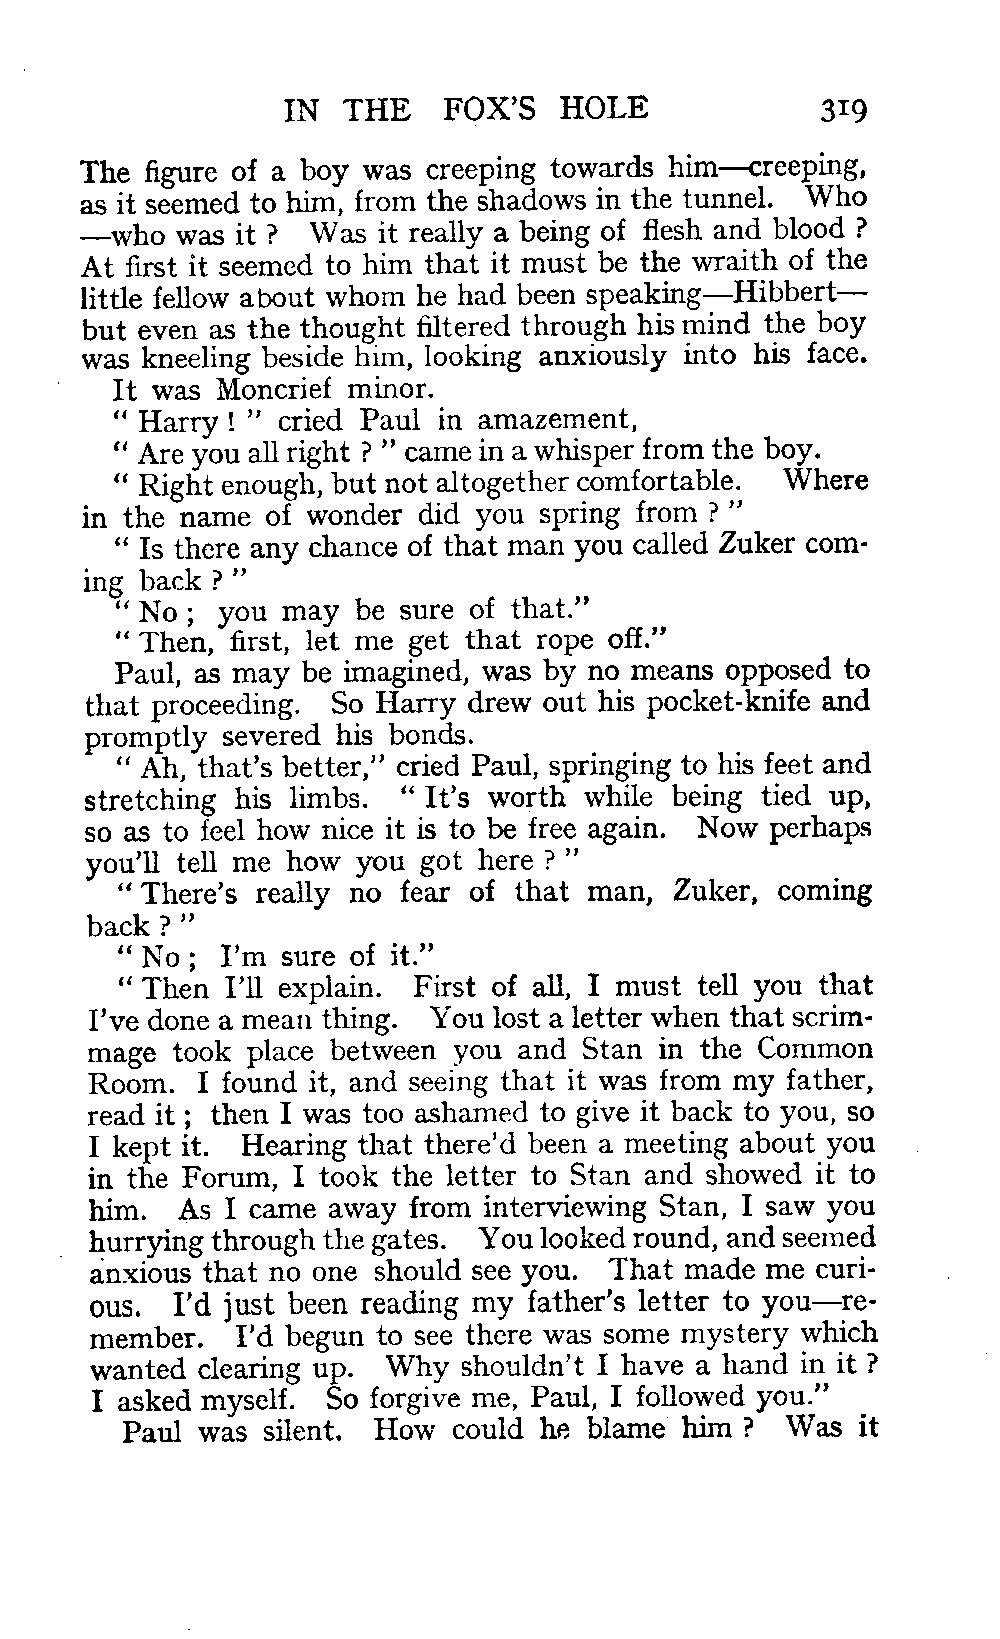 IN THE FOX'S HOLE 319
The figure of a boy was creeping towards him—creeping,
as it seemed to him, from the shadows in the tunnel. Who
—who was it ? Was it really a being of flesh and blood ?
At first it seemed to him that it must be the wraith of the
little fellow about whom he had been speaking—Hibbert—
but even as the thought filtered through his mind the boy
was kneeling beside him, looking anxiously into his face.
It was Moncrief minor.
" Harry ! " cried Paul in amazement,
" Are you all right ? " came in a whisper from the boy.
" Right enough, but not altogether comfortable. Where
in the name of wonder did you spring from ? "
" Is there any chance of that man you called Zuker com-
ing back ? "
" No ; you may be sure of that."
" Then, first, let me get that rope off."
Paul, as may be imagined, was by no means opposed to
that proceeding. So Harry drew out his pocket-knife and
promptly severed his bonds.
" Ah, that's better," cried Paul, springing to his feet and
stretching his limbs. " It's worth while being tied up,
so as to feel how nice it is to be free again. Now perhaps
you'll tell me how you got here ? "
" There's really no fear of that man, Zuker, coming
back ? "
" No ; I'm sure of it."
" Then I'll explain. First of all, I must tell you that
I've done a mean thing. You lost a letter when that scrim-
mage took place between you and Stan in the Common
Room. I found it, and seeing that it was from my father,
read it ; then I was too ashamed to give it back to you, so
I kept it. Hearing that there'd been a meeting about you
in the Forum, I took the letter to Stan and showed it to
him. As I came away from interviewing Stan, I saw you
hurrying through the gates. You looked round, and seemed
anxious that no one should see you. That made me curi-
ous. I'd just been reading my father's letter to you—re-
member. I'd begun to see there was some mystery which
wanted clearing up. Why shouldn't I have a hand in it ?
I asked myself. So forgive me, Paul, I followed you."
Paul was silent. How could he blame him ? Was it